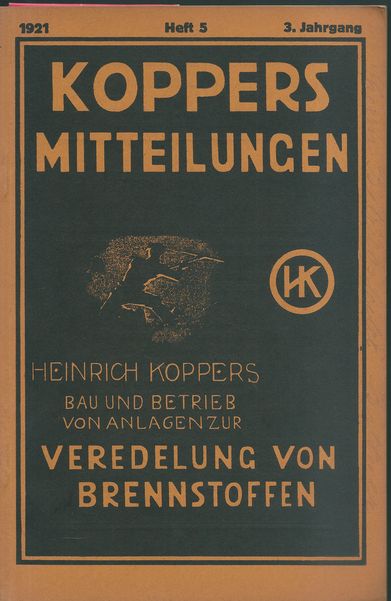 1921 Heft 5 3. Jahrgang
KOPPERS
MITTEILUNGEN
HK
HEINRICH KOPPERS
BAU UND BETRIEB
VON ANLAGEN ZUR
VEREDELUNG VON
BRENNSTOFFEN